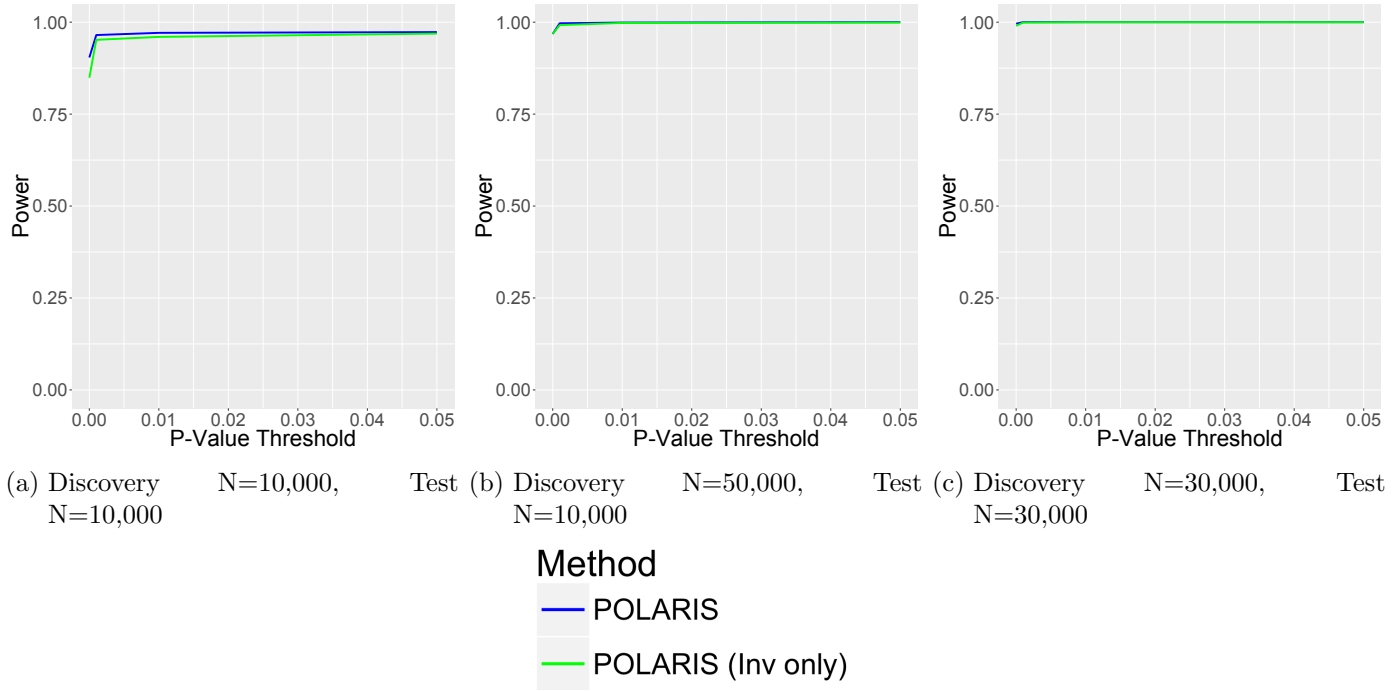 1.00
0.75
0.50
0.25
0.00
Power
0.00 0.01 0.02 0.03 0.04 0.05
P-Value Threshold
(a) Discovery N=10,000, Test
N=10,000
1.00
0.75
0.50
0.25
0.00
Power
0.00 0.01 0.02 0.03 0.04 0.05
P-Value Threshold
(b) Discovery N=50,000, Test
N=10,000
1.00
0.75
0.50
0.25
0.00
Power
0.00 0.01 0.02 0.03 0.04 0.05
P-Value Threshold
(c) Discovery N=30,000, Test
N=30,000
Method
POLARIS
POLARIS (Inv only)